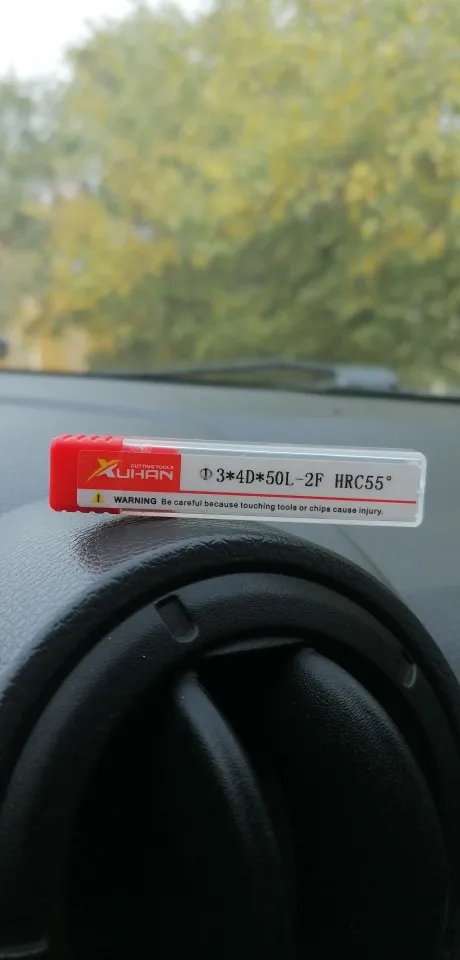 CUTTING TOOLS
XUHAN
Φ3*4D*50L-2F HRC55°
WARNING Be careful because touching tools or chips cause injury.